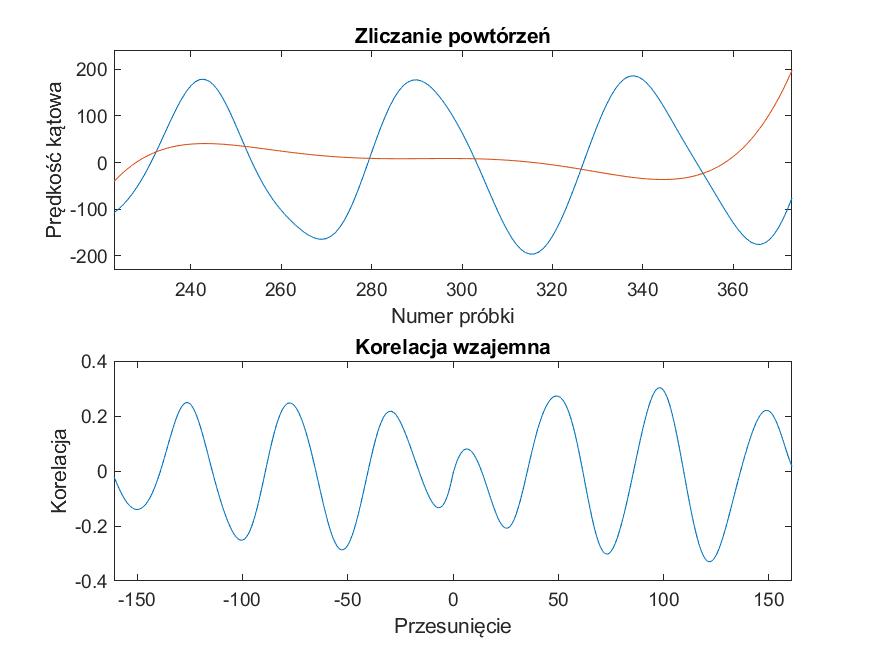 Zliczanie powtórzeń
200
100
0
-100
-200
Prędkość kątowa
240 260 280 300 320 340 360
Numer próbki
Korelacja wzajemna
0.4
0.2
0
-0.2
-0.4
Korelacja
-150 -100 -50 0 50 100 150
Przesunięcie